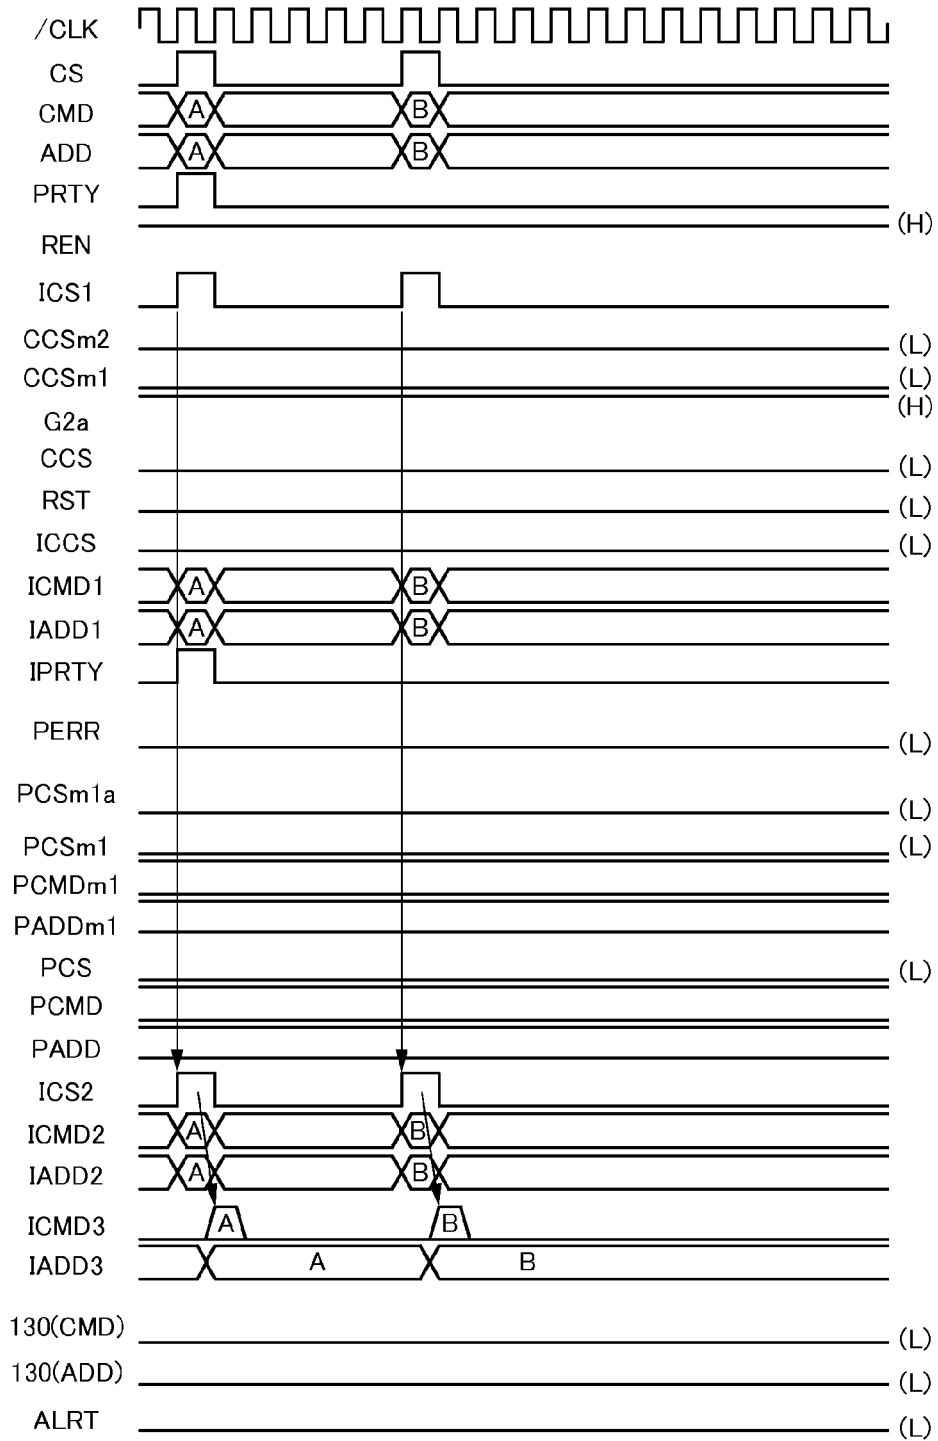 /CLK
CS
CMD A B
ADD A B
PRTY
REN (H)
ICS1
CCSm2 (L)
CCSm1 (L)
G2a (H)
CCS (L)
RST (L)
ICCS (L)
ICMD1 A B
IADD1 A B
IPRTY
PERR (L)
PCSm1a (L)
PCSm1 (L)
PCMDm1
PADDm1
PCS (L)
PCMD
PADD
ICS2
ICMD2 A B
IADD2 A B
ICMD3 A B
IADD3 A B
130(CMD) (L)
130(ADD) (L)
ALRT (L)